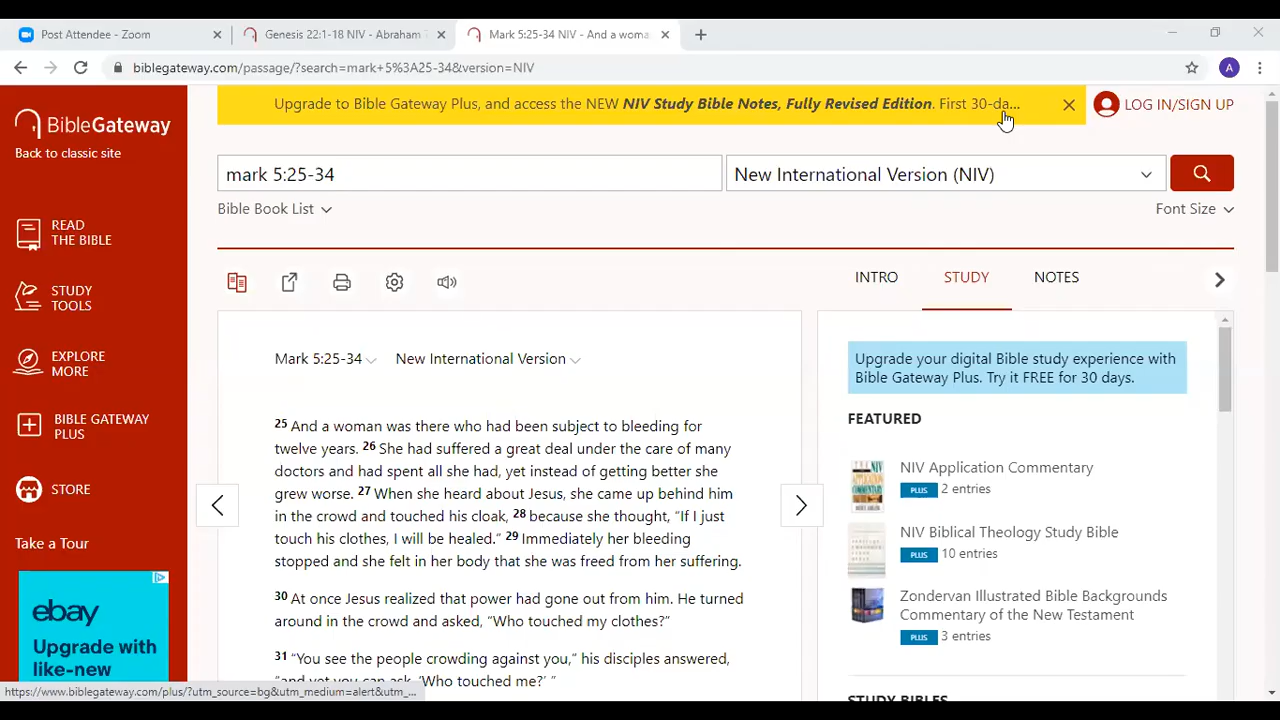 Post Attendee - Zoom
Genesis 22:1-18 NIV - Abraham T
Mark 5:25-34 NIV - And a woma
biblegateway.com/passage/?search=mark+5%3A25-34&version=NIV
A
BibleGateway
Back to classic site
READ
THE BIBLE
STUDY
TOOLS
EXPLORE
MORE
BIBLE GATEWAY
PLUS
STORE
Take a Tour
ebay
Upgrade with
like-new
Upgrade to Bible Gateway Plus, and access the NEW NIV Study Bible Notes, Fully Revised Edition. First 30-da...
LOG IN/SIGN UP
mark 5:25-34
New International Version (NIV)
Bible Book List
Font Size
Mark 5:25-34
New International Version
25 And a woman was there who had been subject to bleeding for
twelve years. 26 She had suffered a great deal under the care of many
doctors and had spent all she had, yet instead of getting better she
grew worse. 27 When she heard about Jesus, she came up behind him
in the crowd and touched his cloak, 28 because she thought, “If I just
touch his clothes, I will be healed.” 29 Immediately her bleeding
stopped and she felt in her body that she was freed from her suffering.
30 At once Jesus realized that power had gone out from him. He turned
around in the crowd and asked, “Who touched my clothes?”
31 “You see the people crowding against you,” his disciples answered,
“and yet you can ask, ‘Who touched me?’ ”
INTRO
STUDY
NOTES
Upgrade your digital Bible study experience with
Bible Gateway Plus. Try it FREE for 30 days.
FEATURED
NIV Application Commentary
PLUS 2 entries
NIV Biblical Theology Study Bible
PLUS 10 entries
Zondervan Illustrated Bible Backgrounds
Commentary of the New Testament
PLUS 3 entries
STUDY BIBLES
https://www.biblegateway.com/plus/?utm_source=bg&utm_medium=alert&utm_...